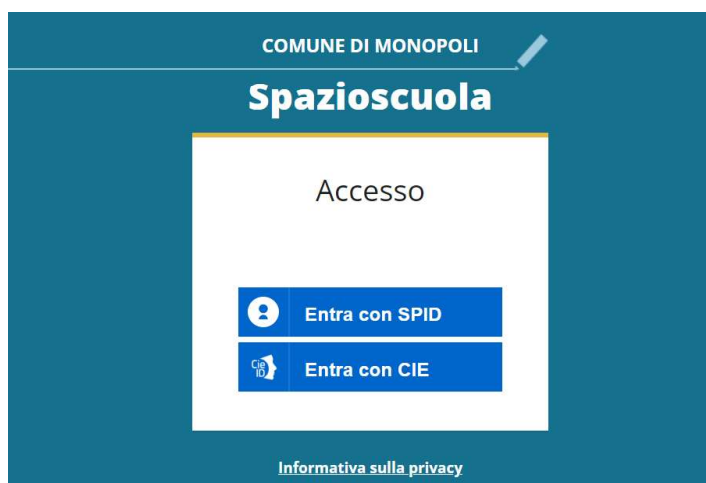 COMUNE DI MONOPOLI
Spazioscuola
Accesso
Entra con SPID
Cie
ID
Entra con CIE
Informativa sulla privacy